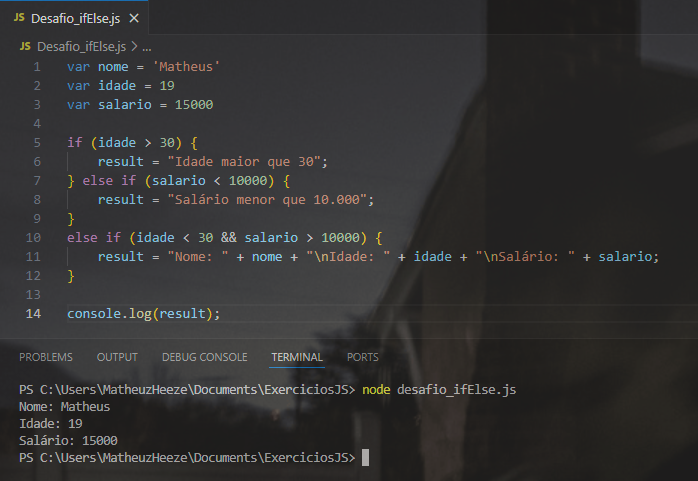 JS Desafio_ifElse.js ×
JS Desafio_ifElse.js > ...
1 var nome = 'Matheus'
2 var idade = 19
3 var salario = 15000
4
5 if (idade > 30) {
6     result = "Idade maior que 30";
7 } else if (salario < 10000) {
8     result = "Salário menor que 10.000";
9 }
10 else if (idade < 30 && salario > 10000) {
11     result = "Nome: " + nome + "\nIdade: " + idade + "\nSalário: " + salario;
12 }
13
14 console.log(result);
PROBLEMS OUTPUT DEBUG CONSOLE TERMINAL PORTS
PS C:\Users\MatheuzHeeze\Documents\ExerciciosJS> node desafio_ifElse.js
Nome: Matheus
Idade: 19
Salário: 15000
PS C:\Users\MatheuzHeeze\Documents\ExerciciosJS>